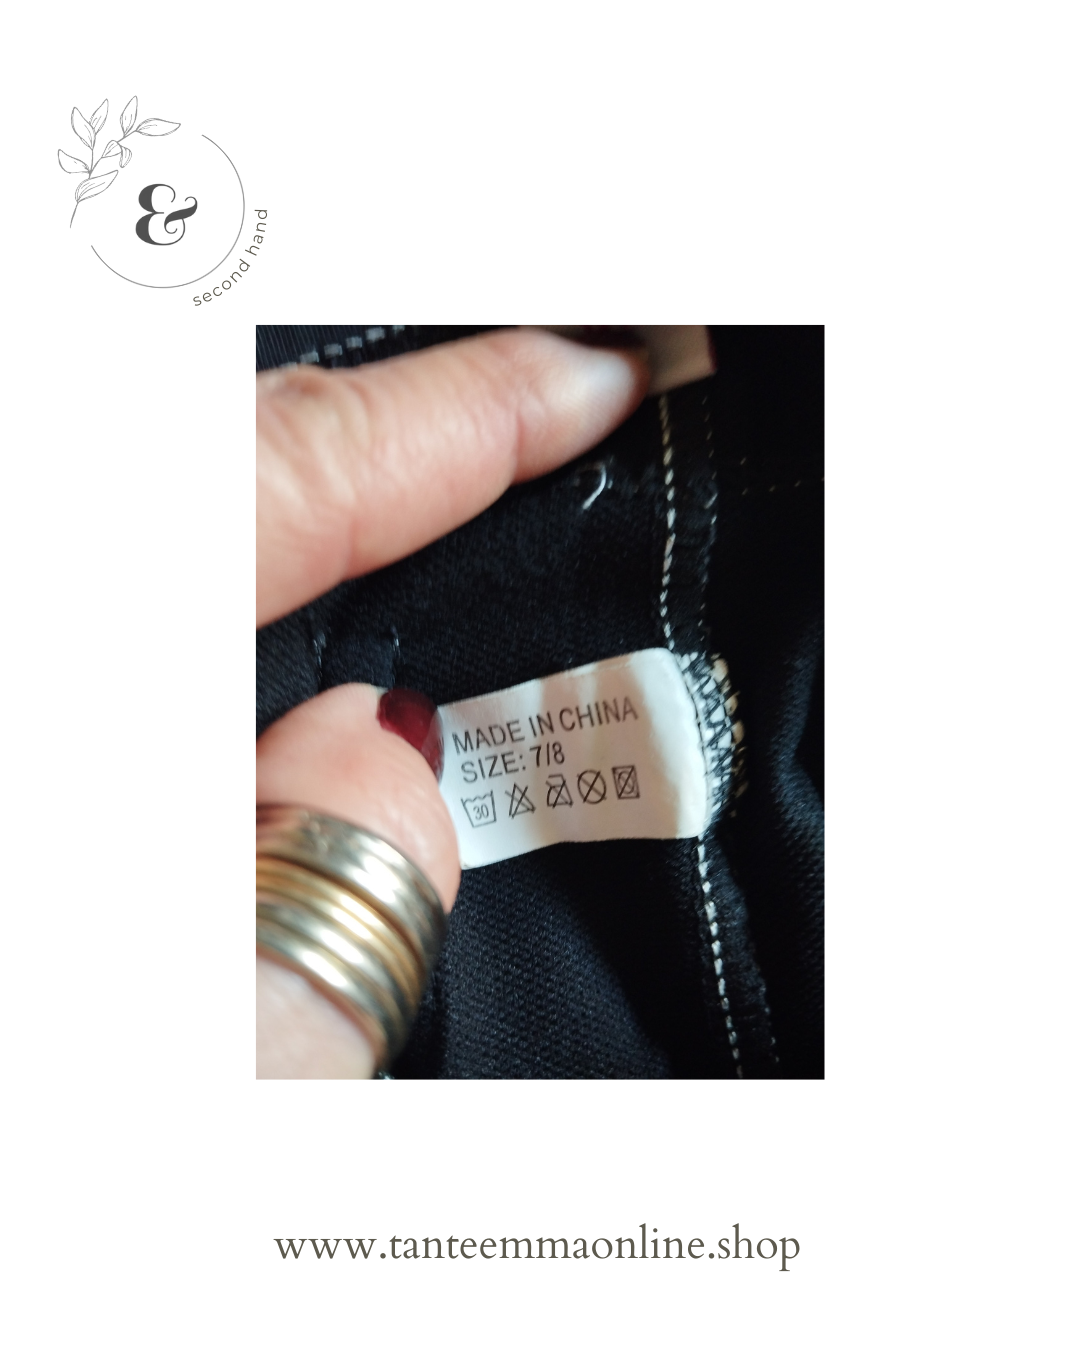 &
second hand
MADE IN CHINA
SIZE: 7/8
30
www.tanteemmaonline.shop